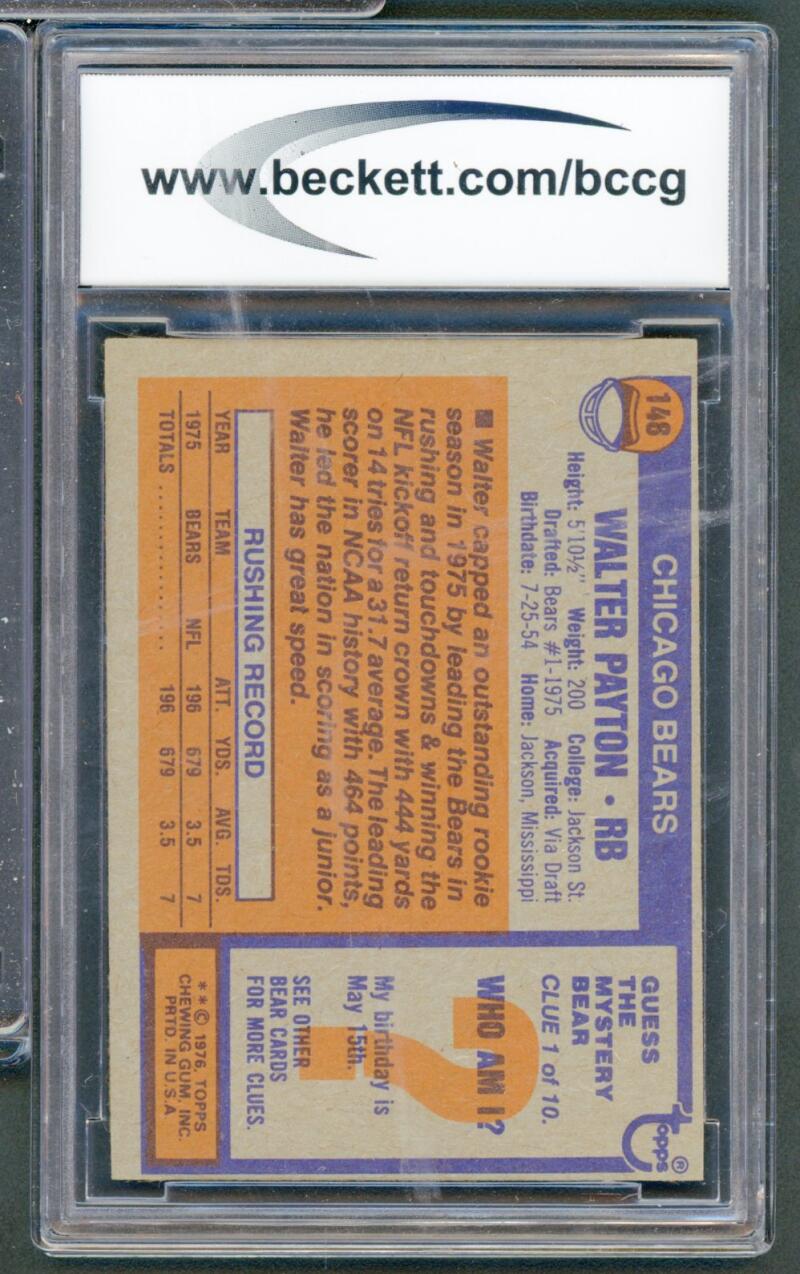 www.beckett.com/bccg
148
CHICAGO BEARS
WALTER PAYTON • RB
Height: 5'10½" Weight: 200 College: Jackson St.
Drafted: Bears #1-1975 Acquired: Via Draft
Birthdate: 7-25-54 Home: Jackson, Mississippi
■ Walter capped an outstanding rookie
season in 1975 by leading the Bears in
rushing and touchdowns & winning the
NFL kickoff return crown with 444 yards
on 14 tries for a 31.7 average. The leading
scorer in NCAA history with 464 points,
he led the nation in scoring as a junior.
Walter has great speed.
RUSHING RECORD
YEAR TEAM ATT. YDS. AVG. TDS.
1975 BEARS NFL 196 679 3.5 7
TOTALS .................... 196 679 3.5 7
GUESS
THE
MYSTERY
BEAR
CLUE 1 of 10.
WHO AM I?
?
My birthday is
May 15th.
SEE OTHER
BEAR CARDS
FOR MORE CLUES.
topps®
**© 1976, TOPPS
CHEWING GUM, INC.
PRTD. IN U.S.A